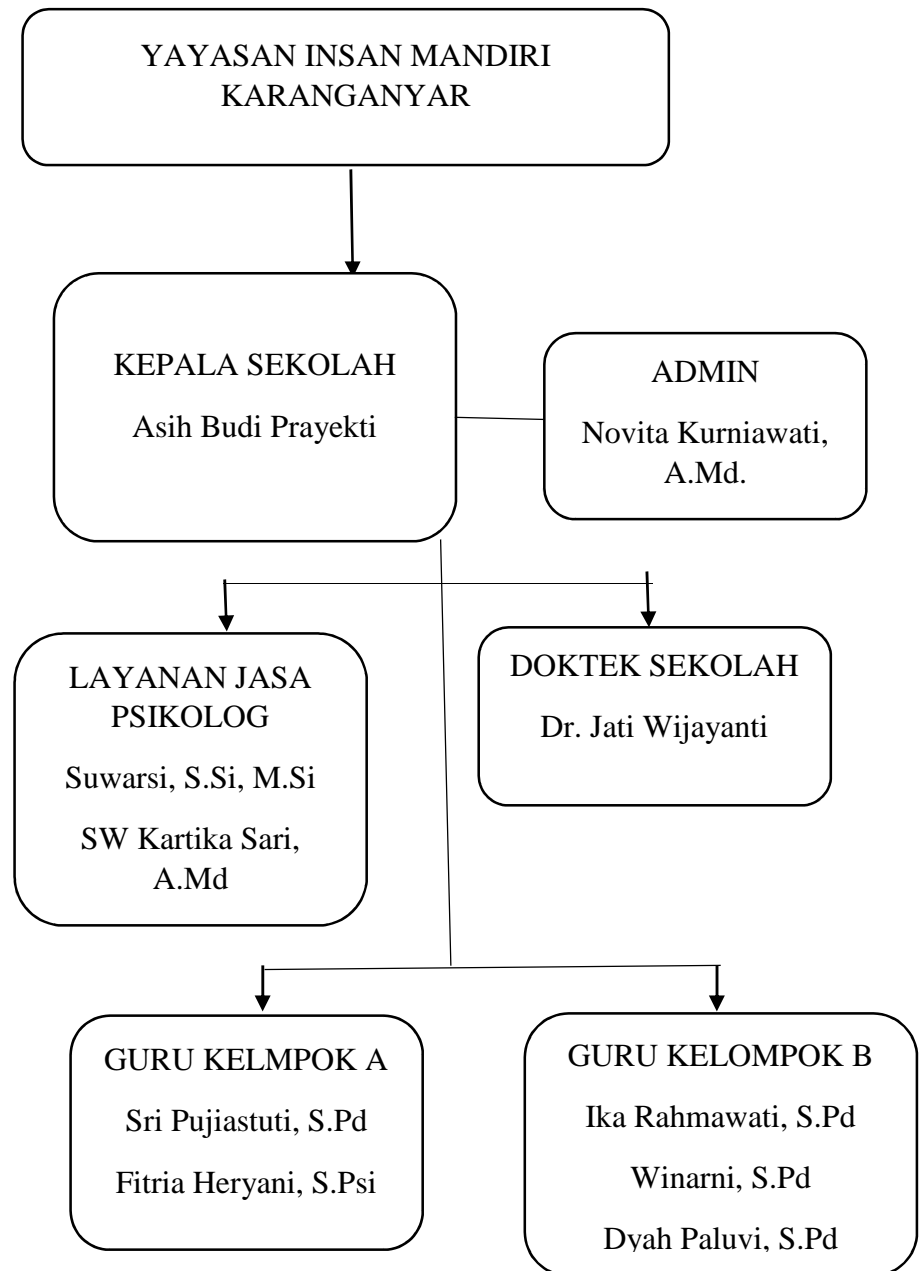 YAYASAN INSAN MANDIRI
KARANGANYAR
KEPALA SEKOLAH
Asih Budi Prayekti
ADMIN
Novita Kurniawati,
A.Md.
LAYANAN JASA
PSIKOLOG
Suwarsi, S.Si, M.Si
SW Kartika Sari,
A.Md
DOKTEK SEKOLAH
Dr. Jati Wijayanti
GURU KELMPOK A
Sri Pujiastuti, S.Pd
Fitria Heryani, S.Psi
GURU KELOMPOK B
Ika Rahmawati, S.Pd
Winarni, S.Pd
Dyah Paluvi, S.Pd